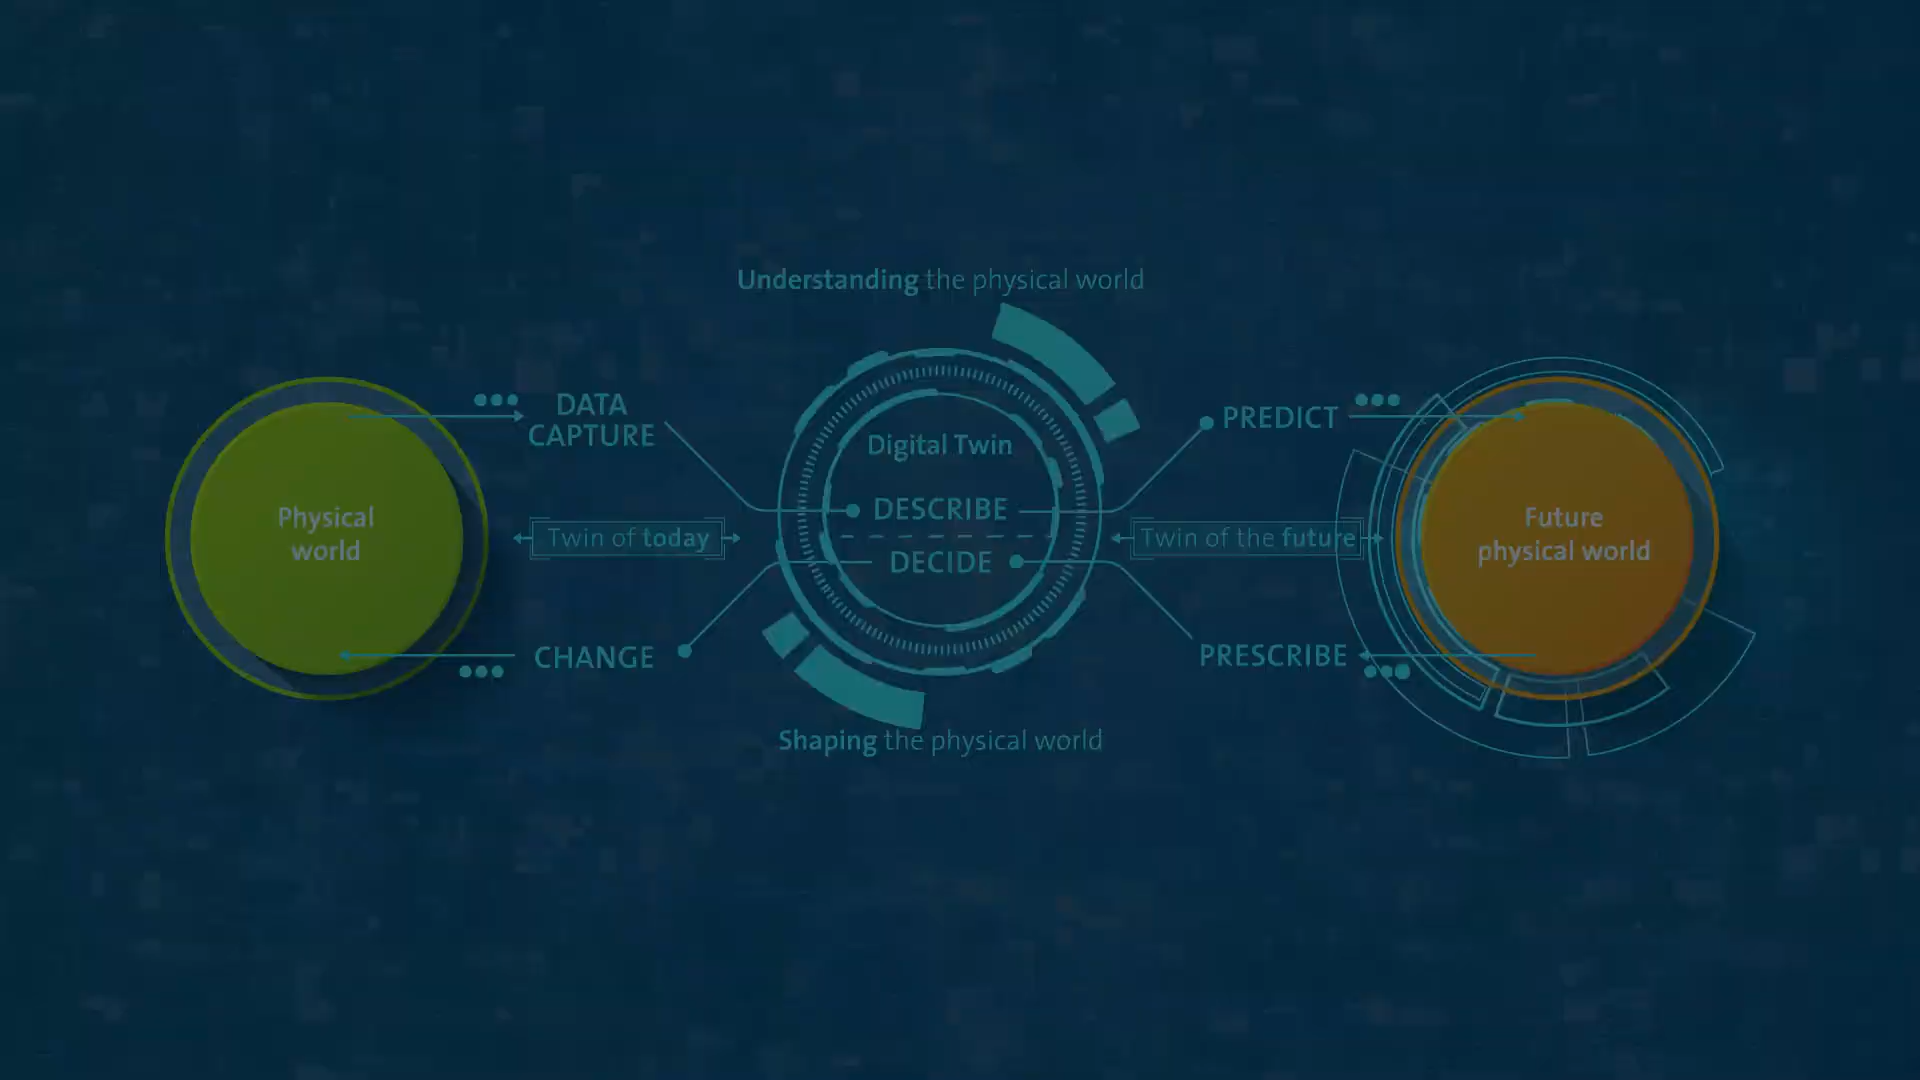 Understanding the physical world
DATA
CAPTURE
PREDICT
Digital Twin
DESCRIBE
Physical
world
Twin of today
Twin of the future
Future
physical world
DECIDE
CHANGE
PRESCRIBE
Shaping the physical world